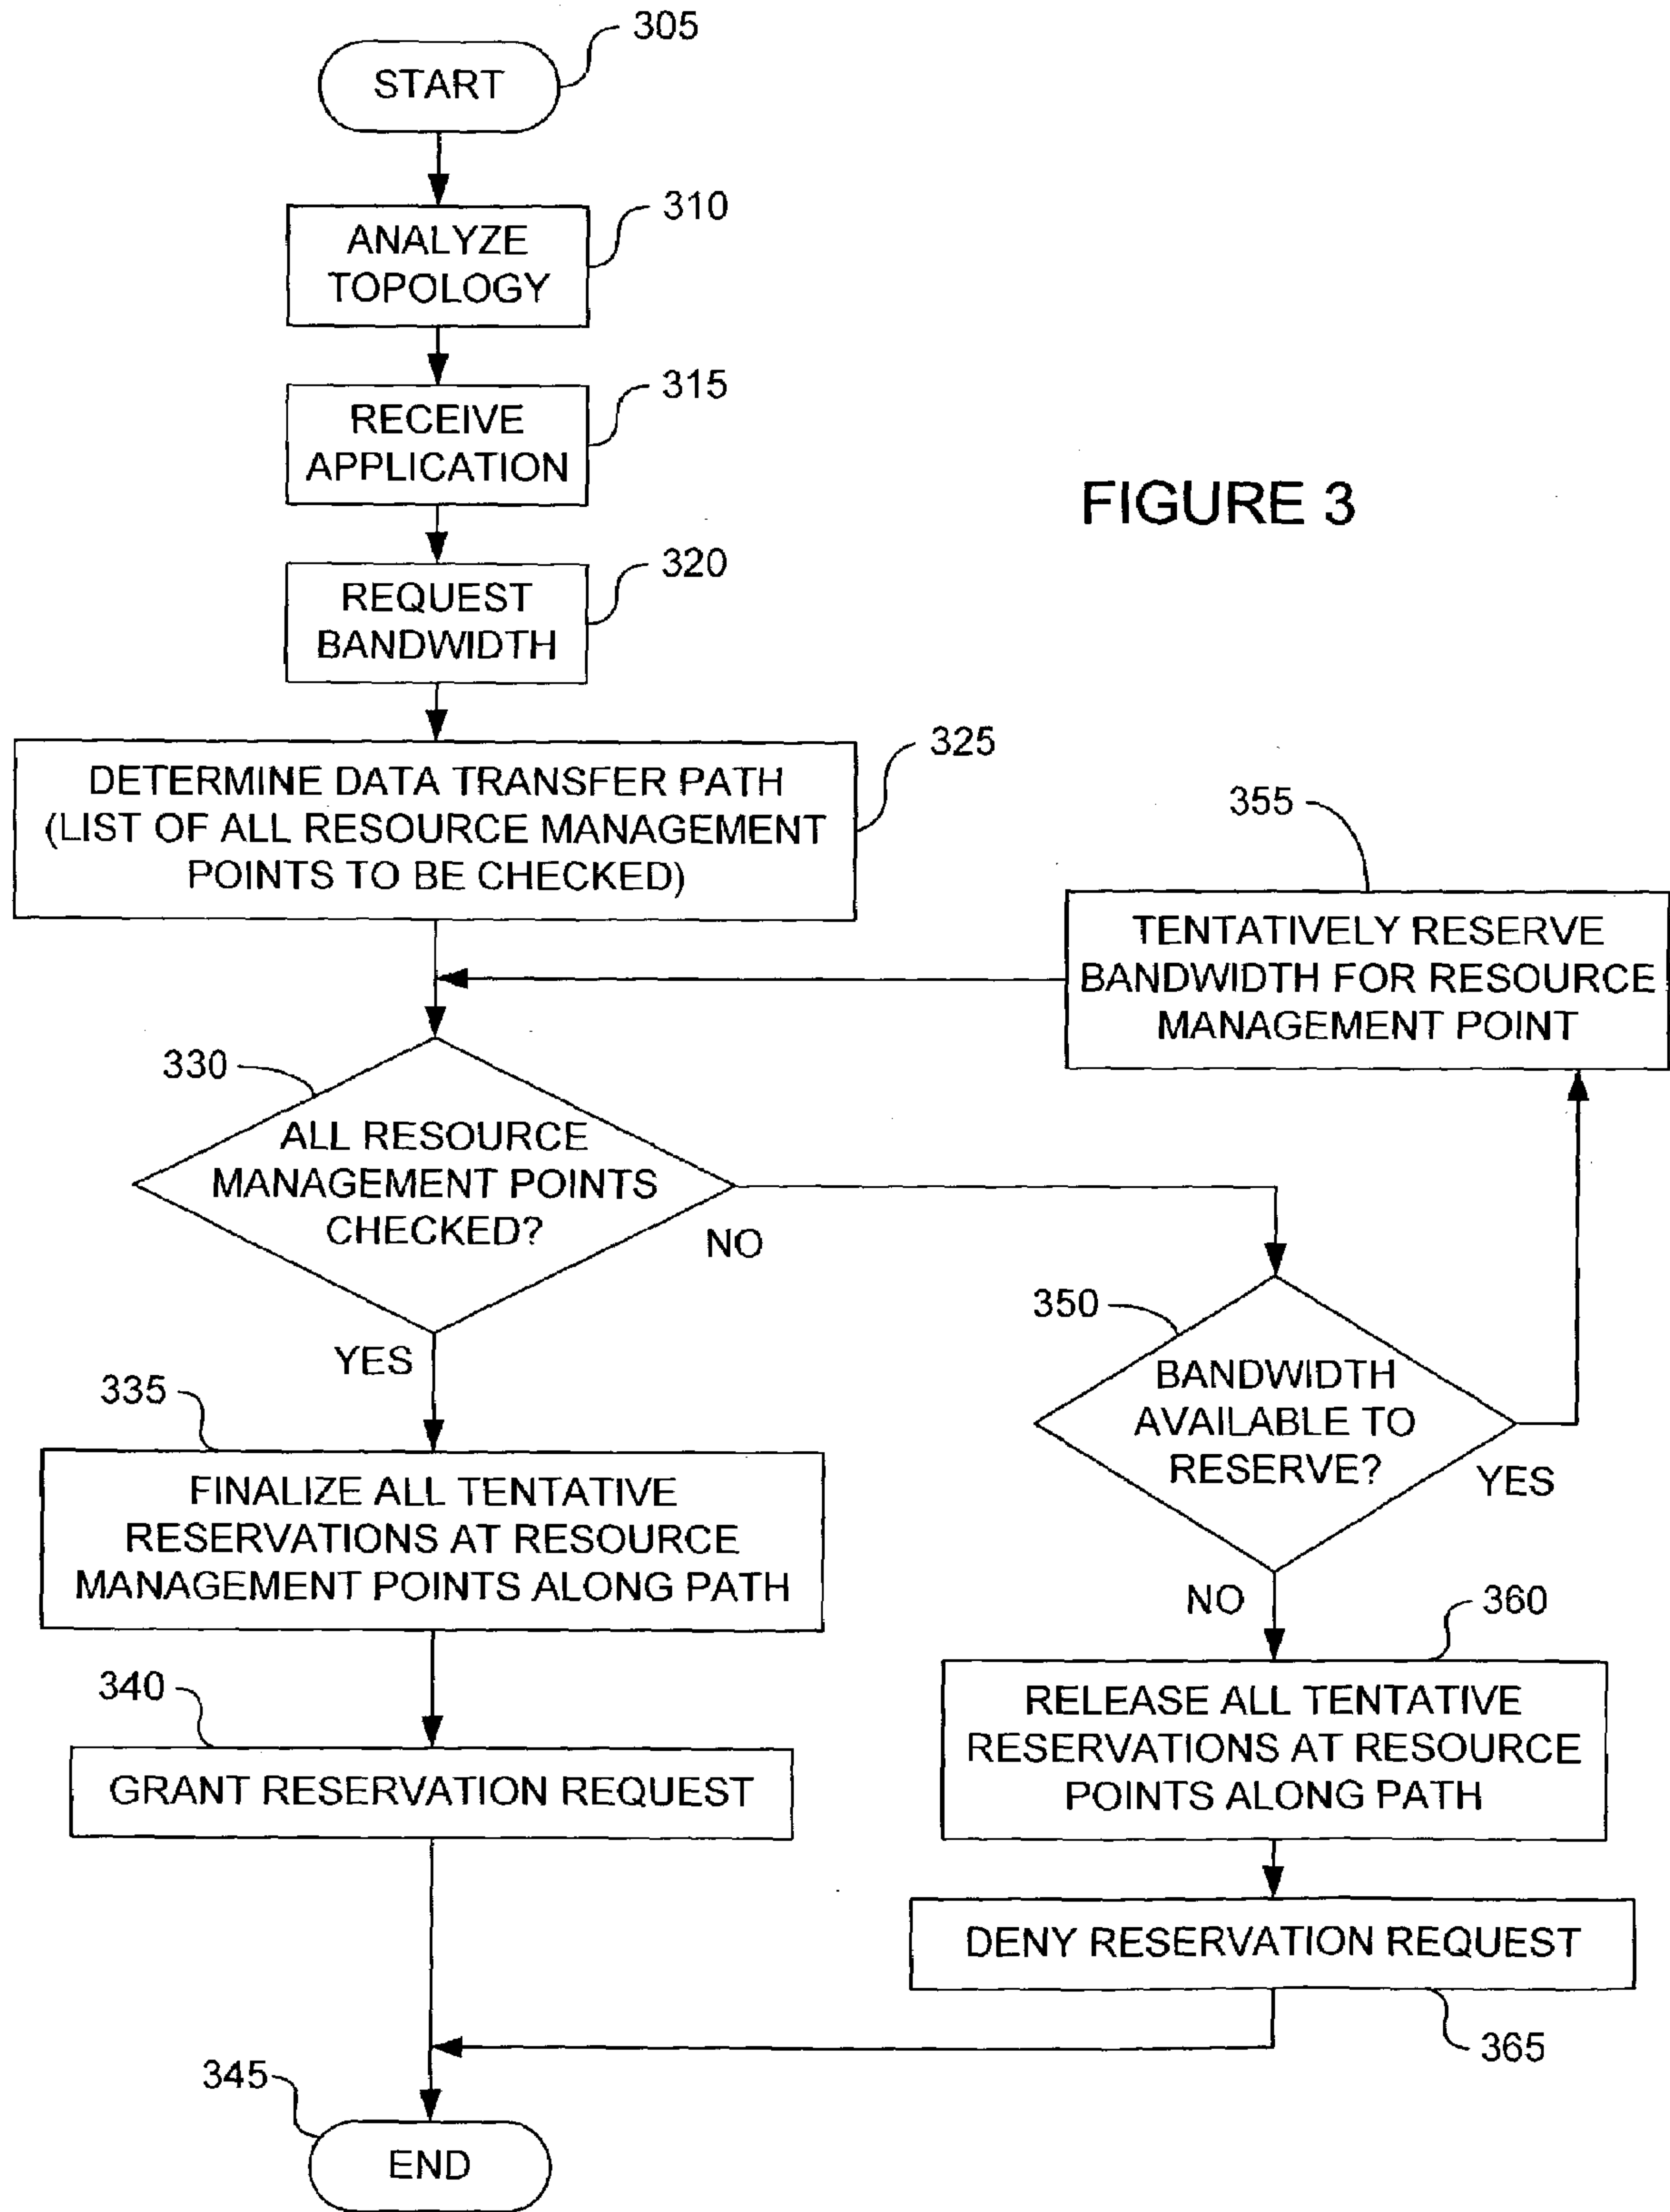 305
START
310
ANALYZE
TOPOLOGY
315
RECEIVE
APPLICATION
FIGURE 3
320
REQUEST
BANDWIDTH
325
DETERMINE DATA TRANSFER PATH
(LIST OF ALL RESOURCE MANAGEMENT
POINTS TO BE CHECKED)
355
TENTATIVELY RESERVE
BANDWIDTH FOR RESOURCE
MANAGEMENT POINT
330
ALL RESOURCE
MANAGEMENT POINTS
CHECKED?
NO
YES
350
BANDWIDTH
AVAILABLE TO
RESERVE?
YES
NO
335
FINALIZE ALL TENTATIVE
RESERVATIONS AT RESOURCE
MANAGEMENT POINTS ALONG PATH
340
GRANT RESERVATION REQUEST
360
RELEASE ALL TENTATIVE
RESERVATIONS AT RESOURCE
POINTS ALONG PATH
DENY RESERVATION REQUEST
365
345
END